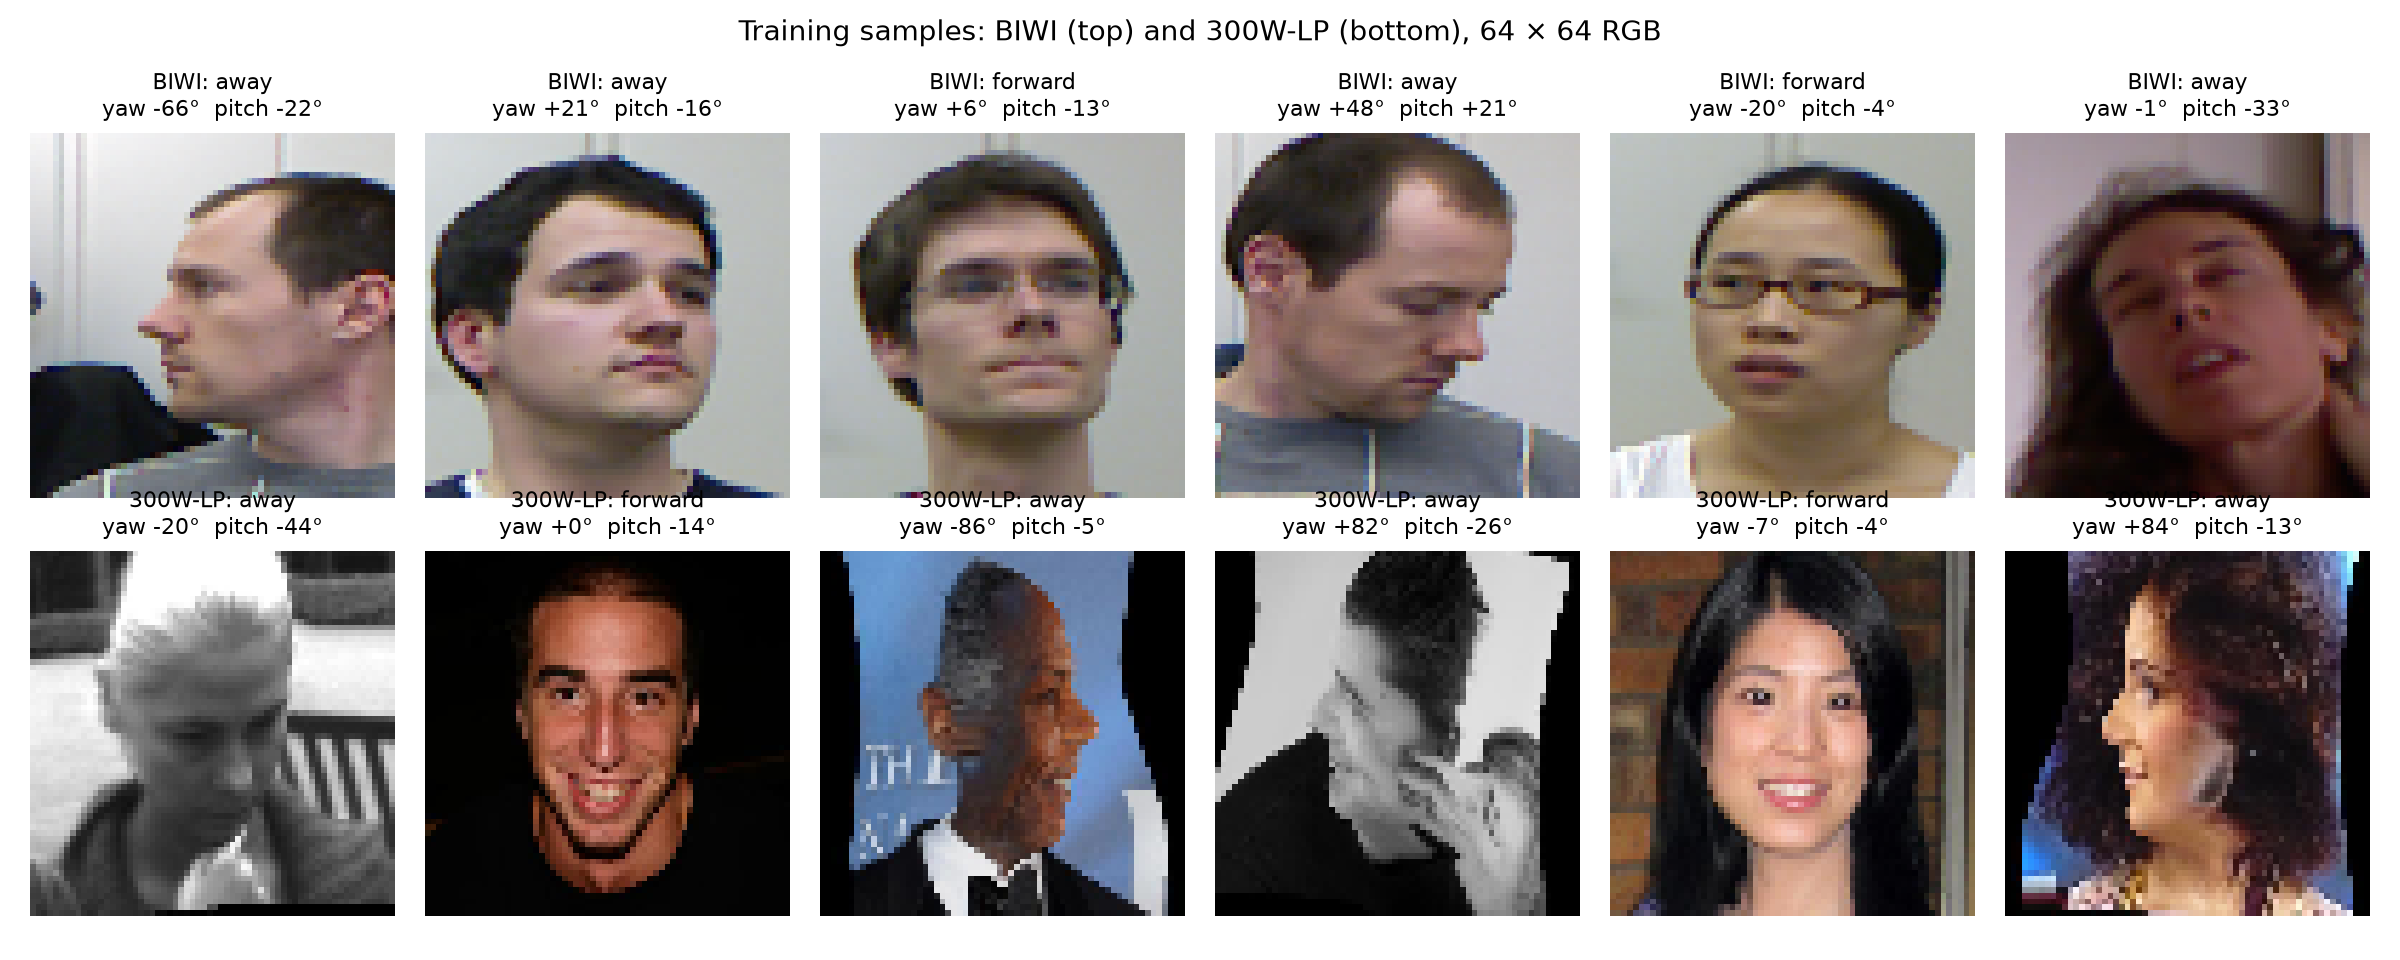 Training samples: BIWI (top) and 300W-LP (bottom), 64 × 64 RGB
BIWI: away
yaw -66°  pitch -22°
BIWI: away
yaw +21°  pitch -16°
BIWI: forward
yaw +6°  pitch -13°
BIWI: away
yaw +48°  pitch +21°
BIWI: forward
yaw -20°  pitch -4°
BIWI: away
yaw -1°  pitch -33°
300W-LP: away
yaw -20°  pitch -44°
300W-LP: forward
yaw +0°  pitch -14°
300W-LP: away
yaw -86°  pitch -5°
300W-LP: away
yaw +82°  pitch -26°
300W-LP: forward
yaw -7°  pitch -4°
300W-LP: away
yaw +84°  pitch -13°